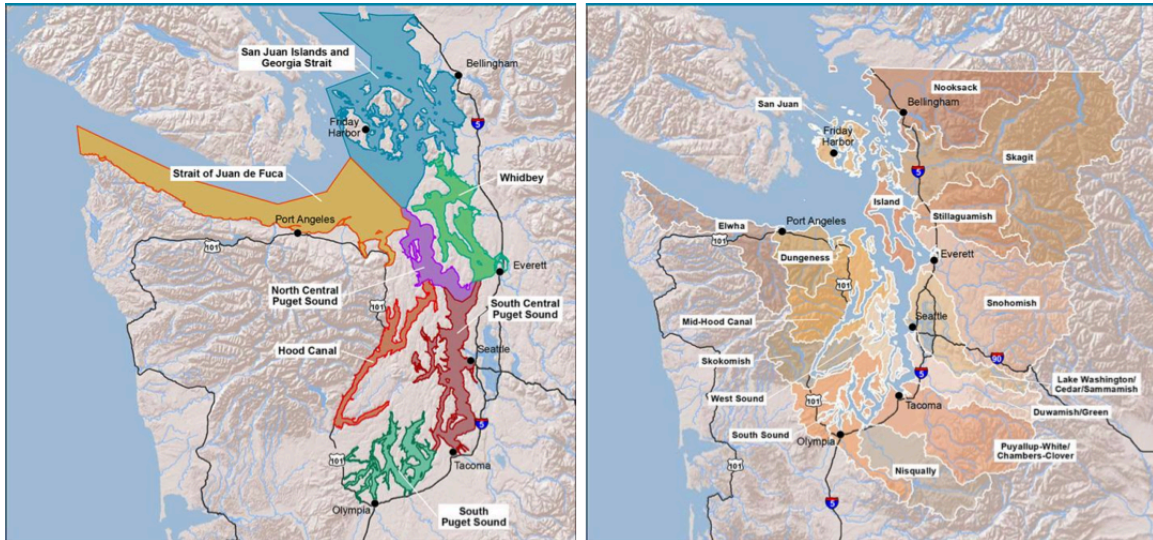 San Juan Islands and
Georgia Strait
Bellingham
Friday
Harbor
5
Strait of Juan de Fuca
Whidbey
Port Angeles
101
Everett
North Central
Puget Sound
101
South Central
Puget Sound
Hood Canal
Seattle
5
101
Tacoma
Olympia
South
Puget Sound
Nooksack
San Juan
Bellingham
Friday
Harbor
5
Skagit
Island
Stillaguamish
Port Angeles
Elwha
101
Everett
Dungeness
101
Snohomish
Mid-Hood Canal
Seattle
Skokomish
90
5
Lake Washington/
Cedar/Sammamish
West Sound
101
Tacoma
Duwamish/Green
South Sound
Olympia
Puyallup-White/
Chambers-Clover
Nisqually
101
5